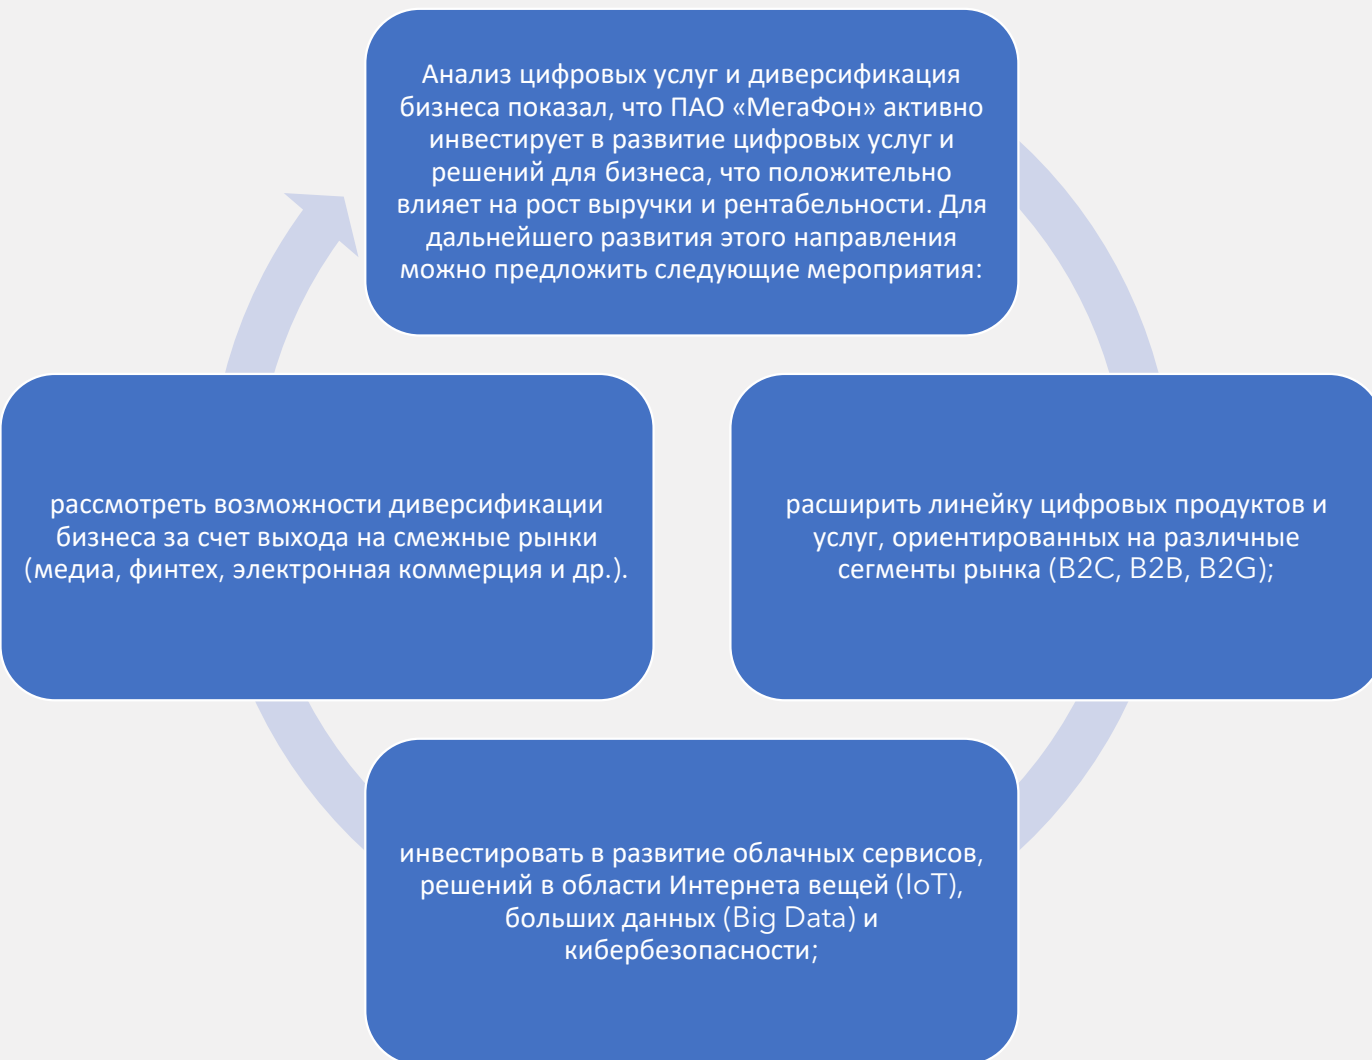 Анализ цифровых услуг и диверсификация
бизнеса показал, что ПАО «МегаФон» активно
инвестирует в развитие цифровых услуг и
решений для бизнеса, что положительно
влияет на рост выручки и рентабельности. Для
дальнейшего развития этого направления
можно предложить следующие мероприятия:
расширить линейку цифровых продуктов и
услуг, ориентированных на различные
сегменты рынка (B2C, B2B, B2G);
инвестировать в развитие облачных сервисов,
решений в области Интернета вещей (IoT),
больших данных (Big Data) и
кибербезопасности;
рассмотреть возможности диверсификации
бизнеса за счет выхода на смежные рынки
(медиа, финтех, электронная коммерция и др.).